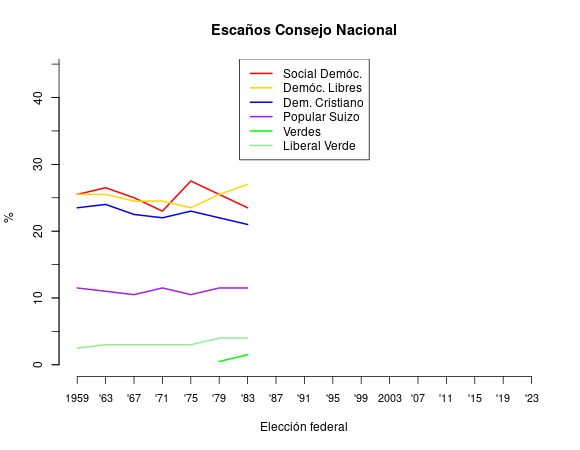 Escaños Consejo Nacional
Social Demóc.
Demóc. Libres
Dem. Cristiano
Popular Suizo
Verdes
Liberal Verde
%
40
30
20
10
0
1959 '63 '67 '71 '75 '79 '83 '87 '91 '95 '99 2003 '07 '11 '15 '19 '23
Elección federal